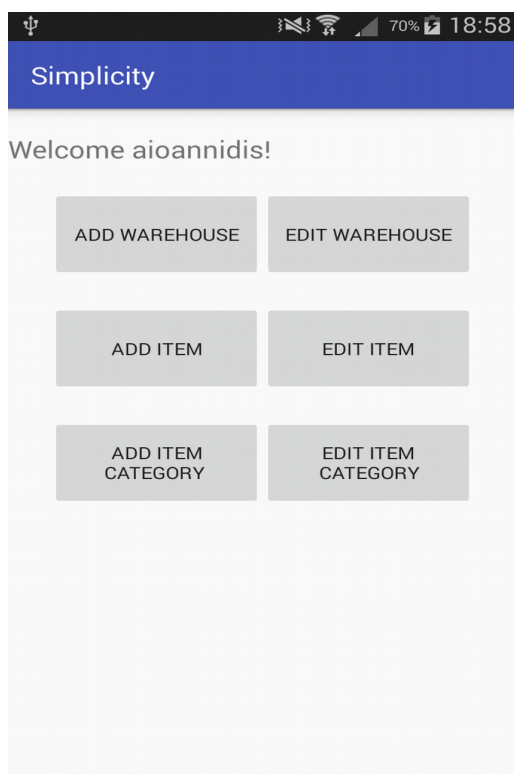 70% 18:58
Simplicity
Welcome aioannidis!
ADD WAREHOUSE EDIT WAREHOUSE
ADD ITEM EDIT ITEM
ADD ITEM EDIT ITEM
CATEGORY CATEGORY